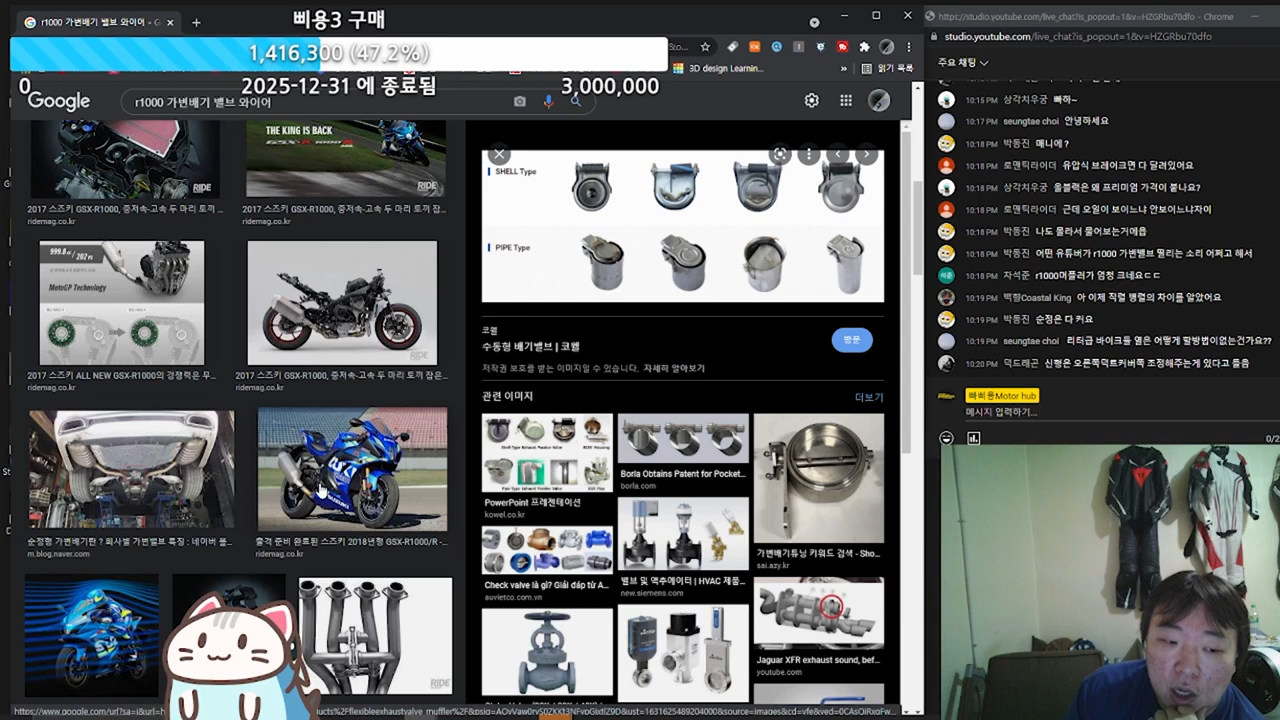 r1000 가변배기 밸브 와이어 - G
삐용3 구매
1,416,300 (47.2%)
0
2025-12-31 에 종료됨
3,000,000
3D design Learnin...
읽기 목록
Google
r1000 가변배기 밸브 와이어
THE KING IS BACK
RIDE
RIDE
2017 스즈키 GSX-R1000, 중저속-고속 두 마리 토끼 ...
ridemag.co.kr
2017 스즈키 GSX-R1000, 중저속-고속 두 마리 토끼 잡...
ridemag.co.kr
999.8㎤ / 202PS
MotoGP Technology
RIDE
2017 스즈키 ALL NEW GSX-R1000의 경쟁력은 무...
ridemag.co.kr
2017 스즈키 GSX-R1000, 중저속-고속 두 마리 토끼 잡은...
ridemag.co.kr
순정형 가변배기란 ? 회사별 가변밸브 특징 : 네이버 블...
m.blog.naver.com
출격 준비 완료된 스즈키 2018년형 GSX-R1000/R -...
ridemag.co.kr
RIDE
SHELL Type
PIPE Type
코웰
수동형 배기밸브 | 코웰
방문
저작권 보호를 받는 이미지일 수 있습니다. 자세히 알아보기
관련 이미지
더보기
PowerPoint 프레젠테이션
kowel.co.kr
Borla Obtains Patent for Pocket...
borla.com
가변배기튜닝 키워드 검색 - Sho...
sai.azy.kr
Check valve là gì? Giải đáp từ A...
auvietco.com.vn
밸브 및 액추에이터 | HVAC 제품...
new.siemens.com
Jaguar XFR exhaust sound, bef...
youtube.com
https://studio.youtube.com/live_chat?is_popout=1&v=HZGRbu70dfo - Chrome
studio.youtube.com/live_chat?is_popout=1&v=HZGRbu70dfo
주요 채팅
10:15 PM 삼각치우궁 빠하~
10:17 PM seungtae choi 안녕하세요
10:18 PM 박동진 매니에 ?
10:18 PM 로맨틱라이더 유압식 브레이크면 다 달려있어요
10:18 PM 삼각치우궁 올블랙은 왜 프리미엄 가격이 붙나요?
10:18 PM 로맨틱라이더 근데 오일이 보이느냐 안보이느냐차이
10:18 PM 박동진 나도 몰라서 물어보는거에욥
10:18 PM 박동진 어떤 유튜버가 r1000 가변밸브 떨리는 소리 어쩌고 해서
10:18 PM 자석준 r1000머플러가 엄청 크네요ㄷㄷ
10:19 PM 백향Coastal King 아 이제 직렬 병렬의 차이를 알았어요
10:19 PM 박동진 순정은 다 커요
10:19 PM seungtae choi 리터급 바이크들 열은 어떻게 할방법이없는건가요??
10:20 PM 덕드래곤 신형은 오른쪽덕트커버쪽 조정해주는게 있다고 들음
빠삐용Motor hub
메시지 입력하기...
0/2